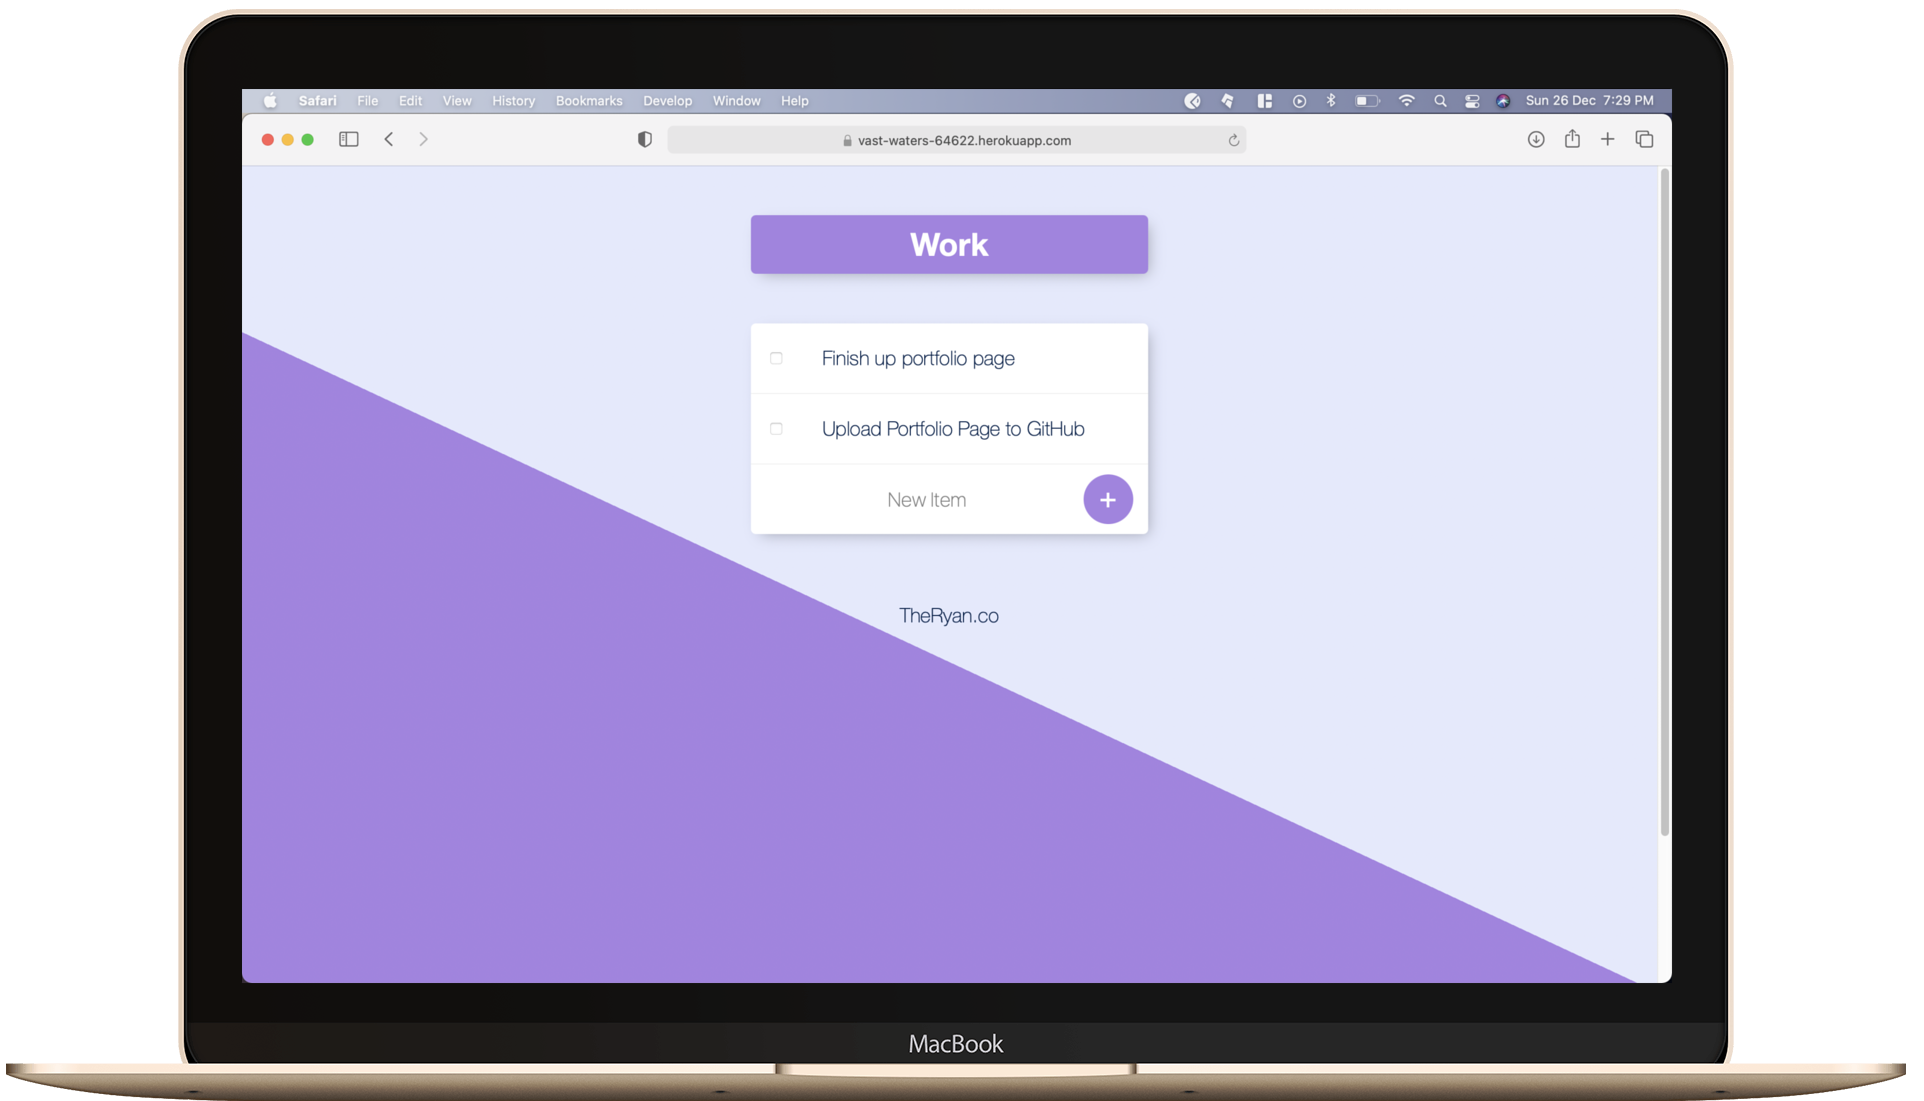 Safari File Edit View History Bookmarks Develop Window Help Sun 26 Dec 7:29 PM
vast-waters-64622.herokuapp.com
Work
Finish up portfolio page
Upload Portfolio Page to GitHub
New Item +
TheRyan.co
MacBook